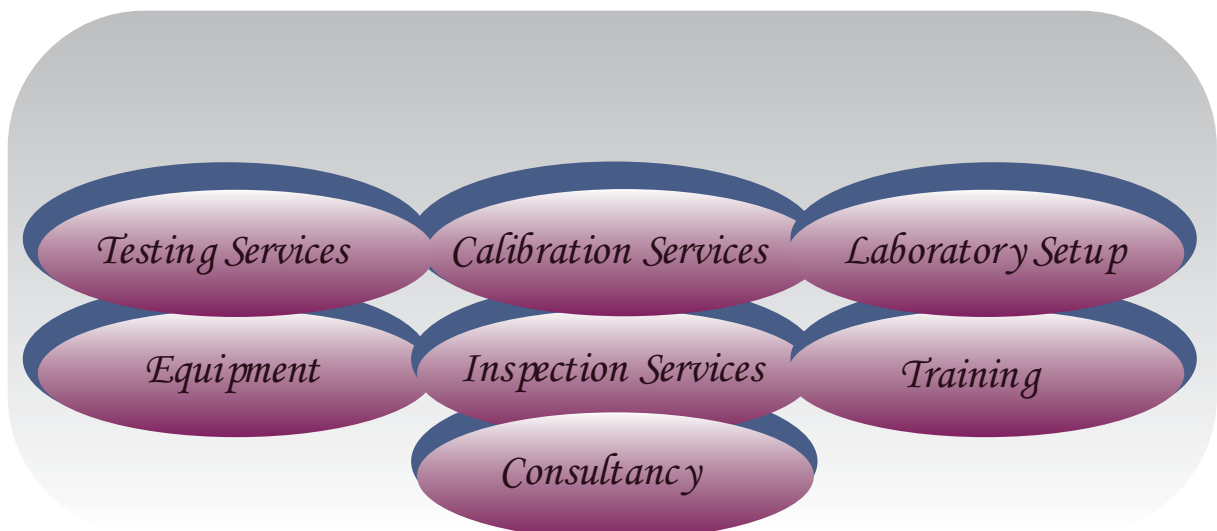 Testing Services
Calibration Services
Laboratory Setup
Equipment
Inspection Services
Training
Consultancy